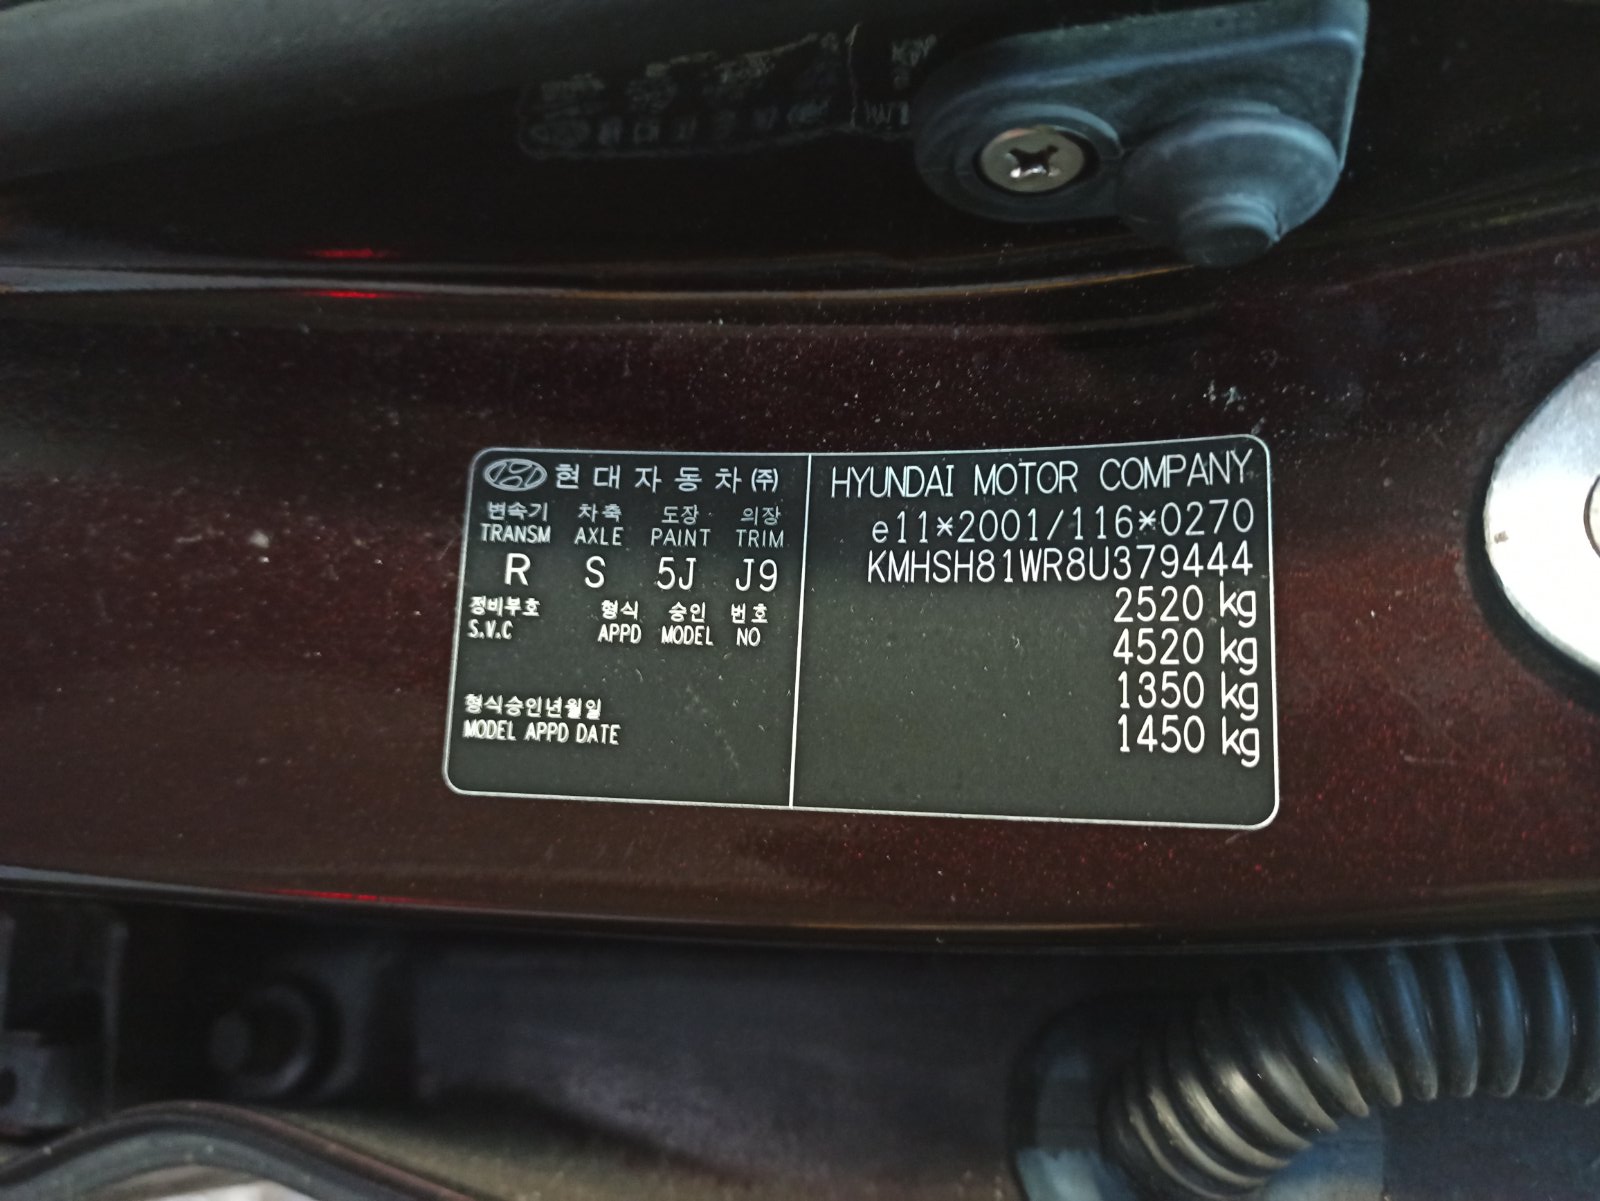 현대자동차(주)
변속기 차축 도장 의장
TRANSM AXLE PAINT TRIM
R S 5J J9
정비부호 형식 승인 번호
S.V.C APPD MODEL NO
형식승인년월일
MODEL APPD DATE
HYUNDAI MOTOR COMPANY
e11*2001/116*0270
KMHSH81WR8U379444
2520 kg
4520 kg
1350 kg
1450 kg